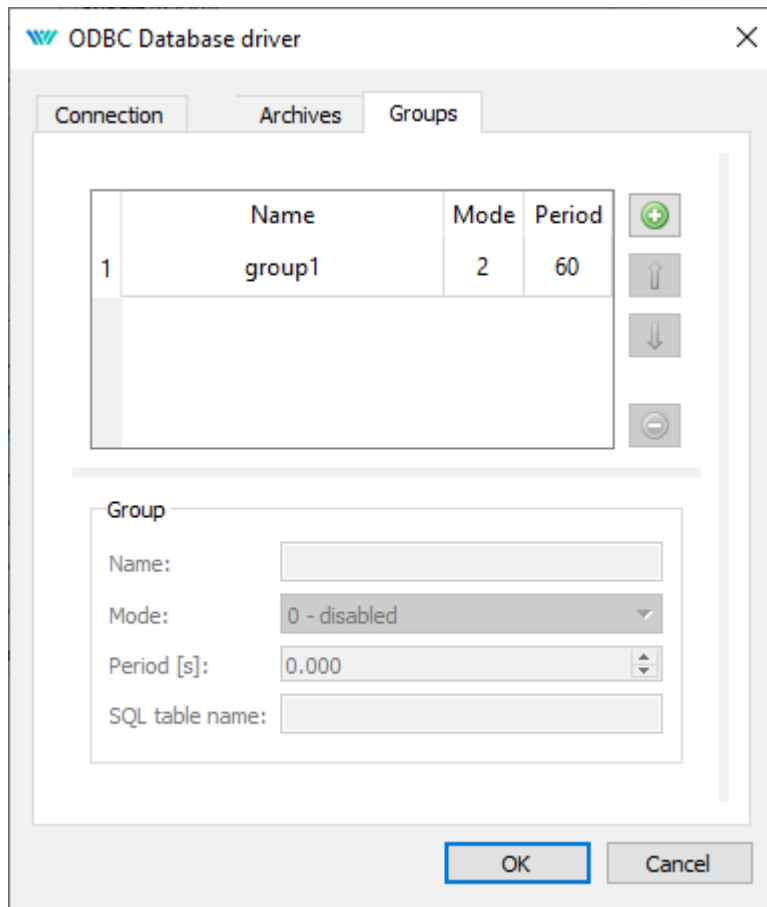 ODBC Database driver
Connection Archives Groups
Name Mode Period
1 group1 2 60
Group
Name:
Mode: 0 - disabled
Period [s]: 0.000
SQL table name:
OK Cancel